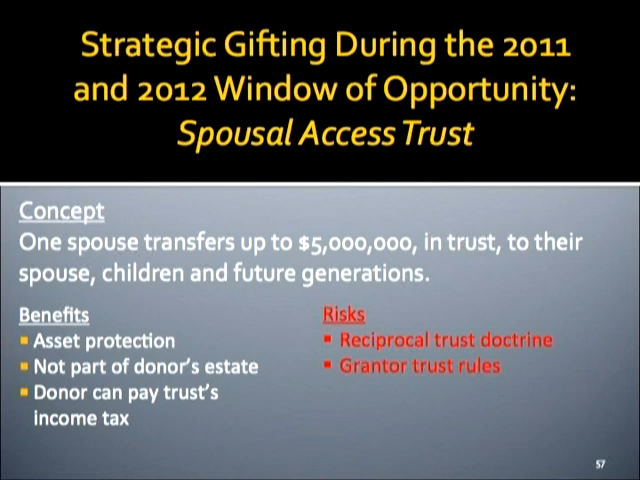 Strategic Gifting During the 2011
and 2012 Window of Opportunity:
Spousal Access Trust
Concept
One spouse transfers up to $5,000,000, in trust, to their
spouse, children and future generations.
Benefits
Asset protection
Not part of donor's estate
Donor can pay trust's
income tax
Risks
Reciprocal trust doctrine
Grantor trust rules
57